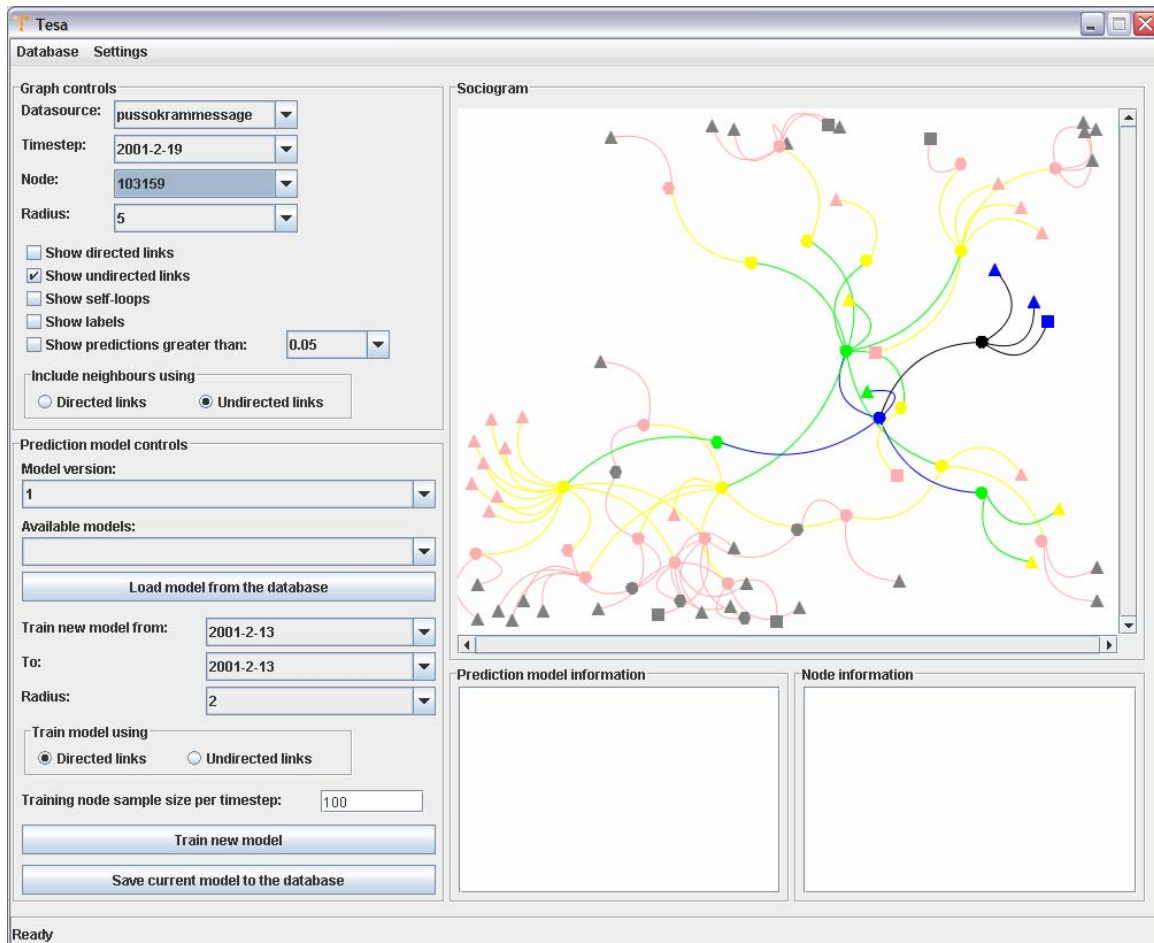 Tesa
Database Settings
Graph controls
Datasource: pussokrammessage
Timestep: 2001-2-19
Node: 103159
Radius: 5
Show directed links
Show undirected links
Show self-loops
Show labels
Show predictions greater than: 0.05
Include neighbours using
Directed links Undirected links
Prediction model controls
Model version:
1
Available models:
Load model from the database
Train new model from: 2001-2-13
To: 2001-2-13
Radius: 2
Train model using
Directed links Undirected links
Training node sample size per timestep: 100
Train new model
Save current model to the database
Sociogram
Prediction model information
Node information
Ready